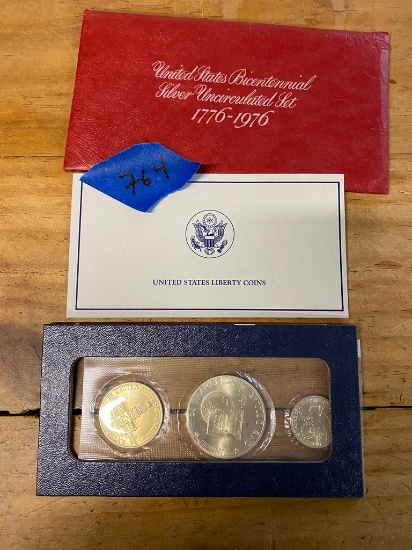 United States Bicentennial
Silver Uncirculated Set
1776-1976
764
UNITED STATES LIBERTY COINS